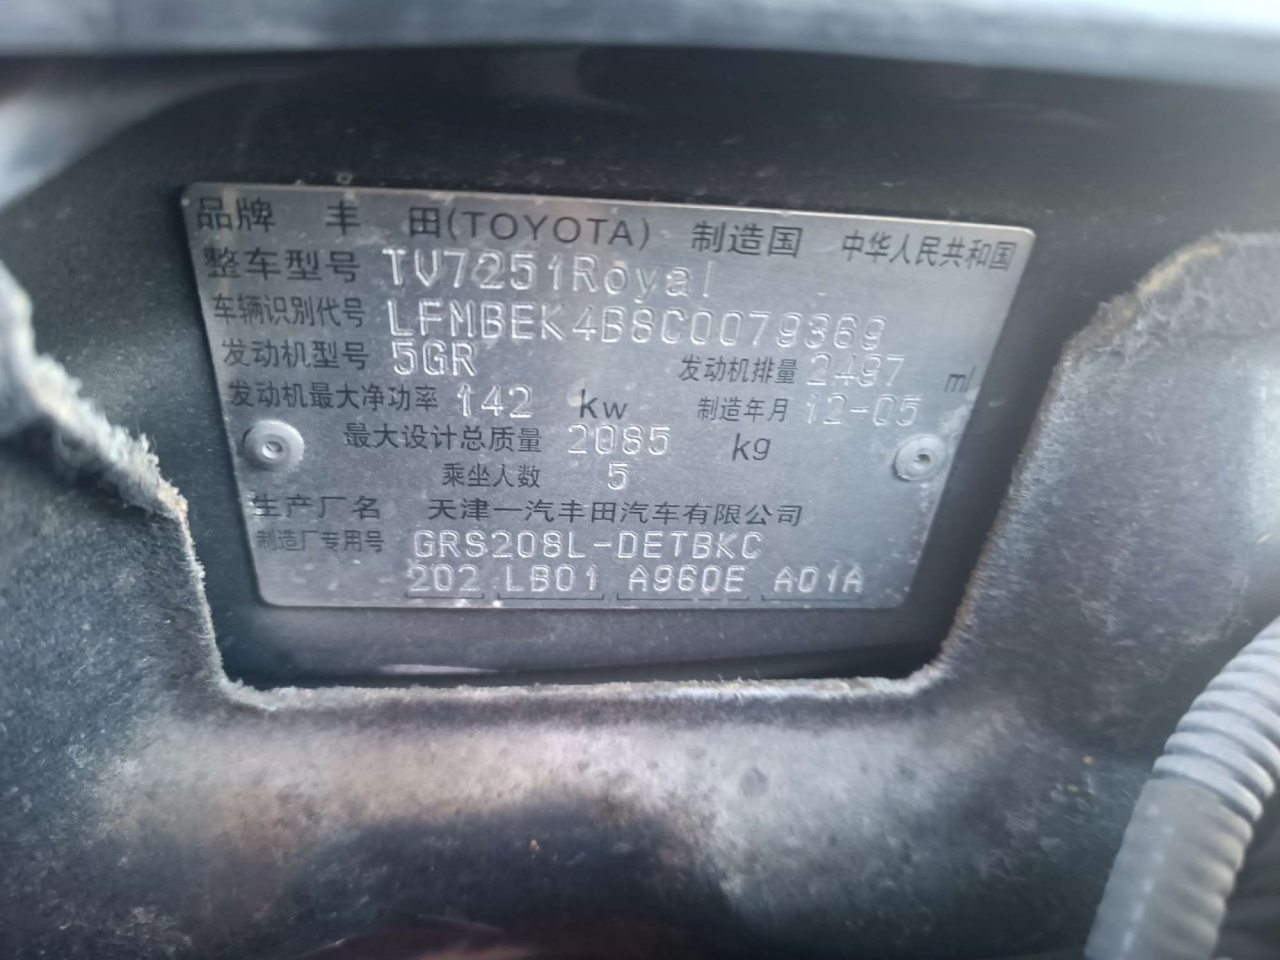 品牌 丰 田(TOYOTA) 制造国 中华人民共和国
整车型号 TV7251Royal
车辆识别代号 LFMBEK4B8C0079369
发动机型号 5GR 发动机排量 2497 ml
发动机最大净功率 142 kw 制造年月 12-05
最大设计总质量 2085 kg
乘坐人数 5
生产厂名 天津一汽丰田汽车有限公司
制造厂专用号 GRS208L-DETBKC
202 LB01 A960E A01A